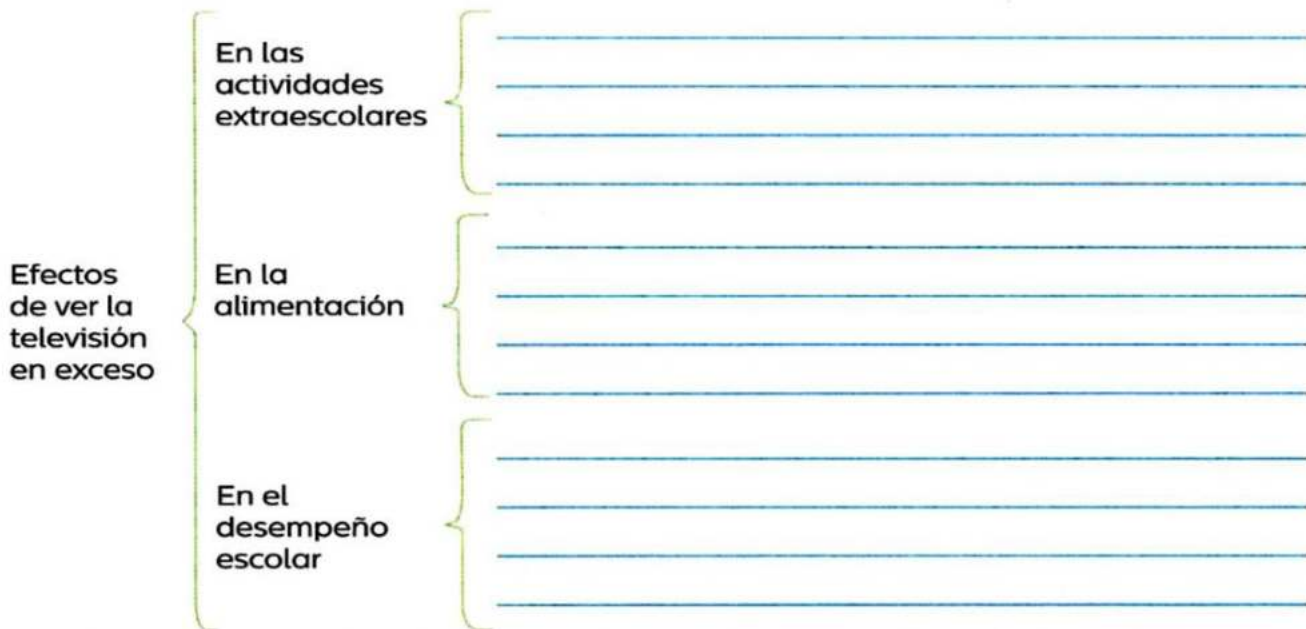 En las
actividades
extraescolares
Efectos
de ver la
televisión
en exceso
En la
alimentación
En el
desempeño
escolar